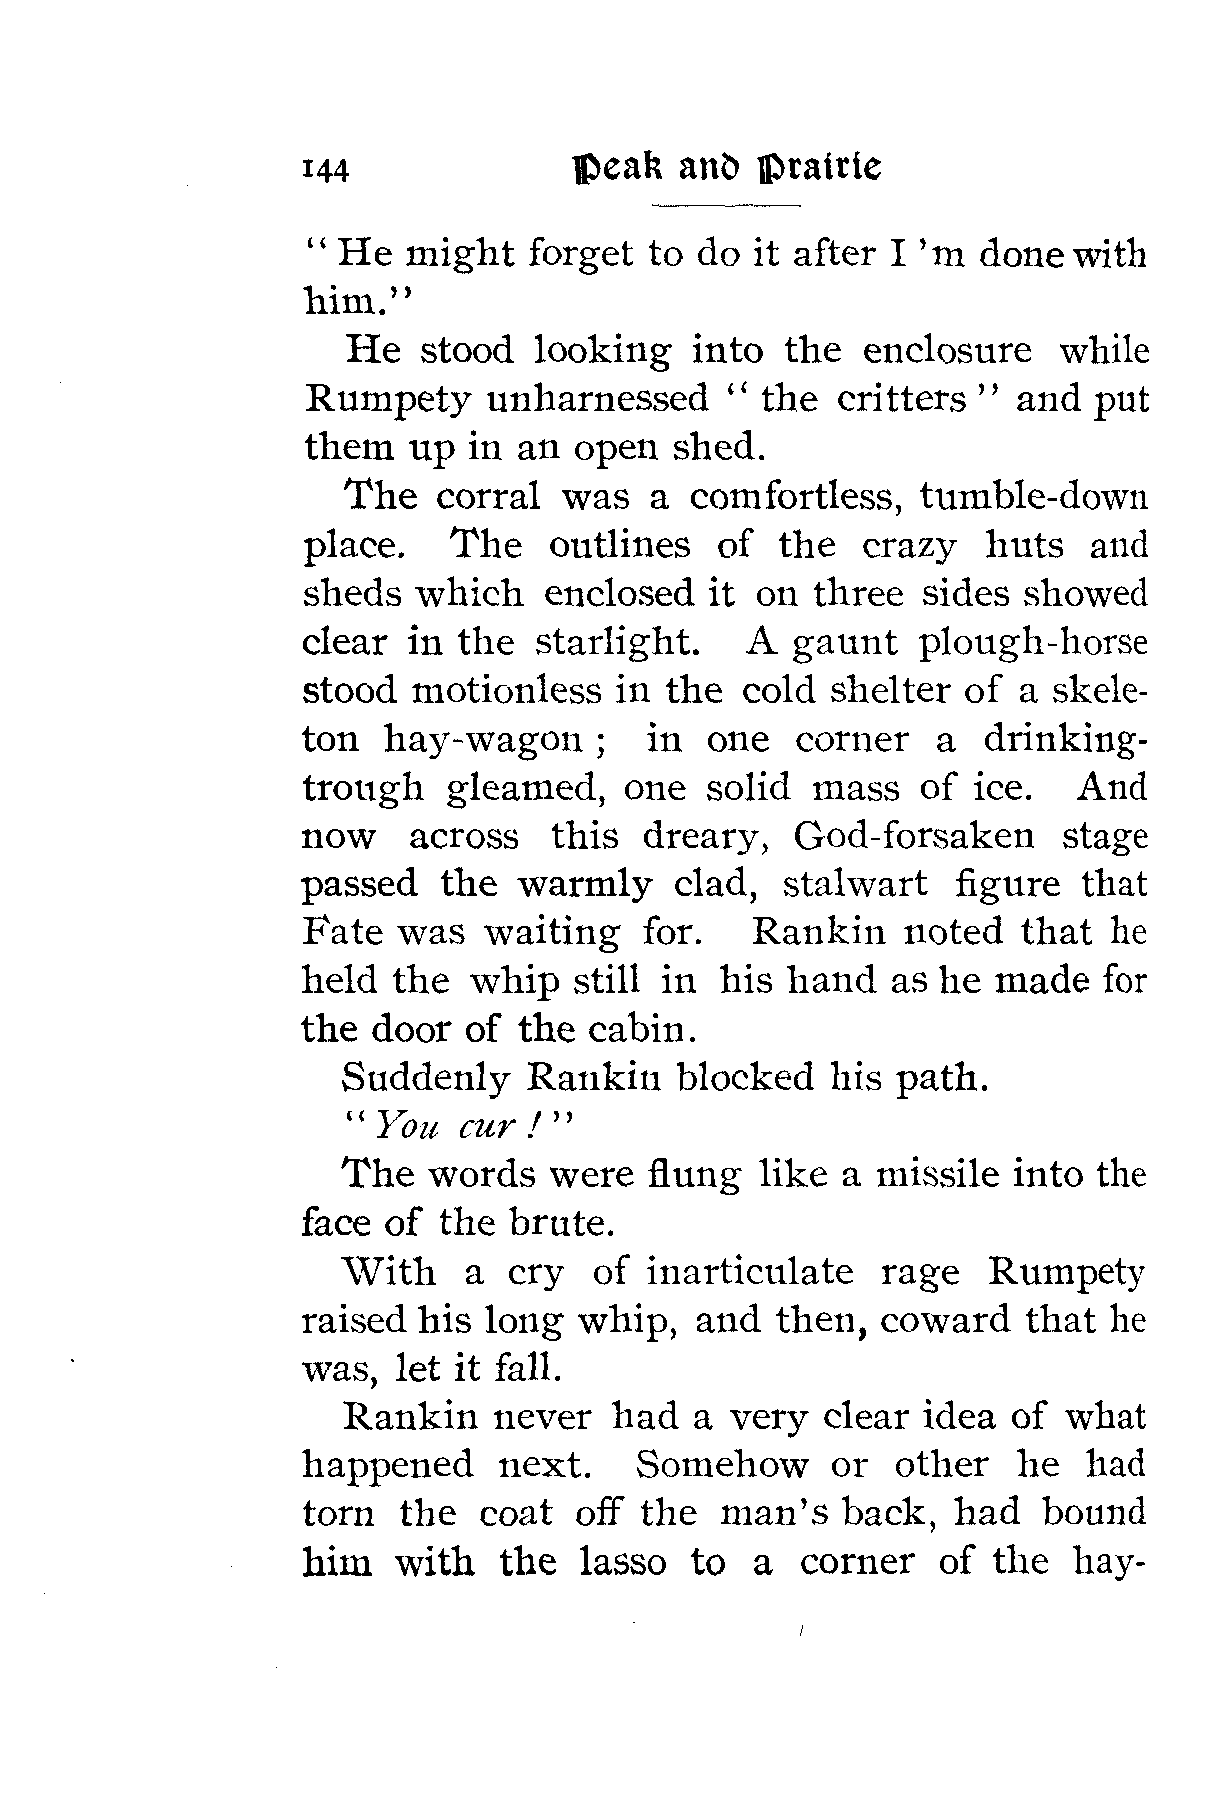 144 Peak and Prairie
“ He might forget to do it after I ’m done with
him.”
He stood looking into the enclosure while
Rumpety unharnessed “ the critters ” and put
them up in an open shed.
The corral was a comfortless, tumble-down
place. The outlines of the crazy huts and
sheds which enclosed it on three sides showed
clear in the starlight. A gaunt plough-horse
stood motionless in the cold shelter of a skele-
ton hay-wagon ; in one corner a drinking-
trough gleamed, one solid mass of ice. And
now across this dreary, God-forsaken stage
passed the warmly clad, stalwart figure that
Fate was waiting for. Rankin noted that he
held the whip still in his hand as he made for
the door of the cabin.
Suddenly Rankin blocked his path.
“ You cur ! ”
The words were flung like a missile into the
face of the brute.
With a cry of inarticulate rage Rumpety
raised his long whip, and then, coward that he
was, let it fall.
Rankin never had a very clear idea of what
happened next. Somehow or other he had
torn the coat off the man’s back, had bound
him with the lasso to a corner of the hay-